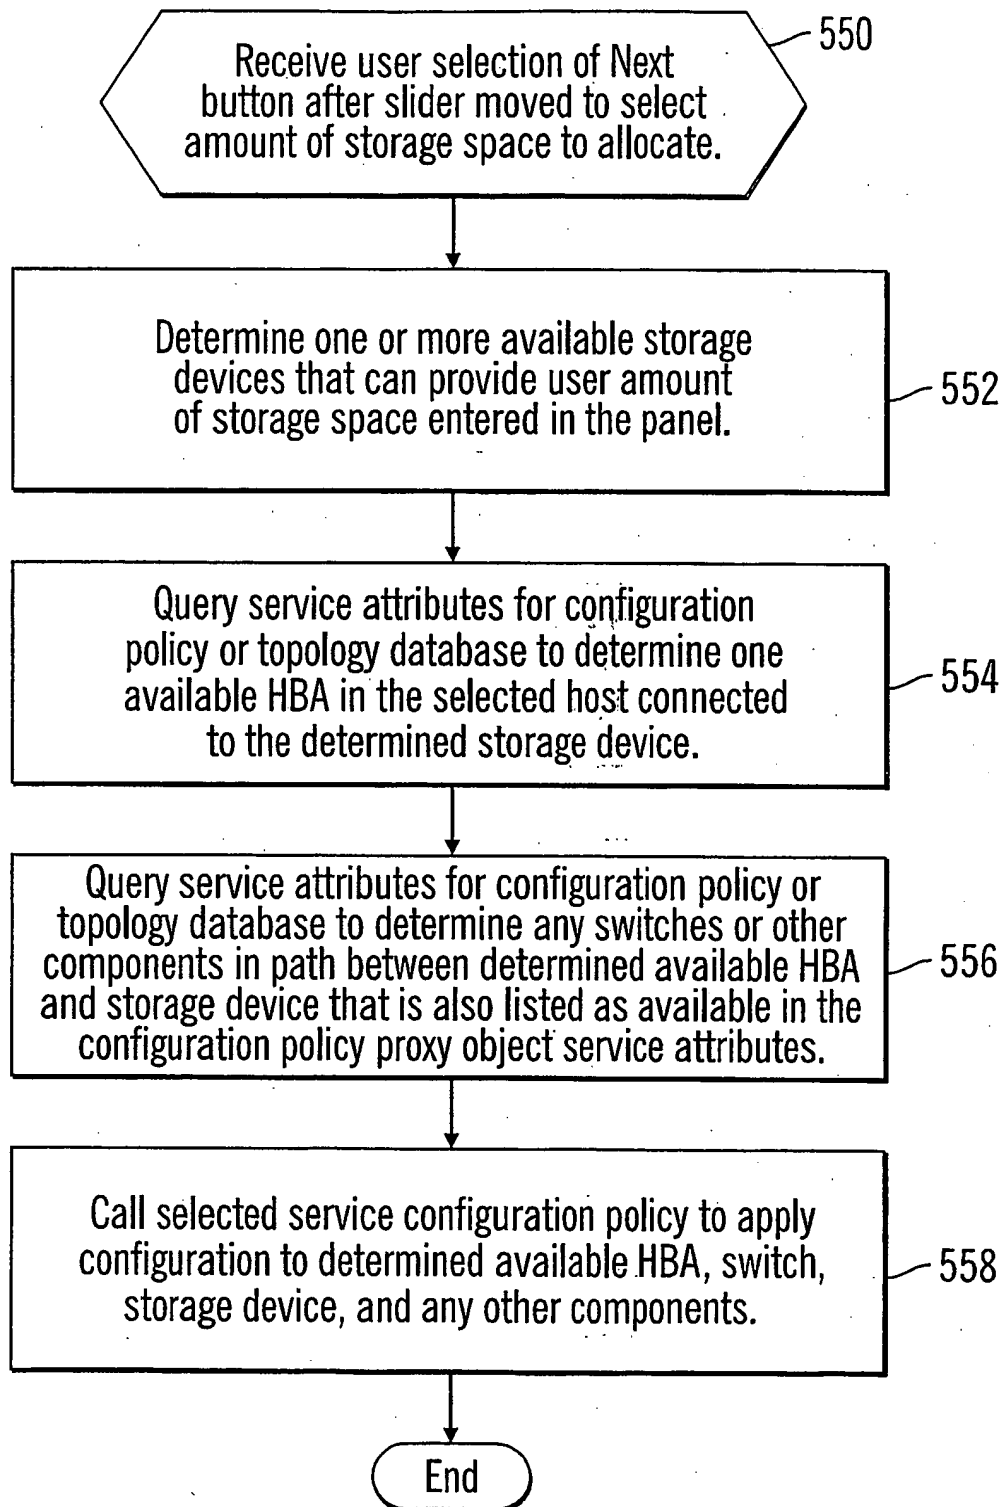 550
Receive user selection of Next
button after slider moved to select
amount of storage space to allocate.
Determine one or more available storage
devices that can provide user amount
of storage space entered in the panel.
552
Query service attributes for configuration
policy or topology database to determine one
available HBA in the selected host connected
to the determined storage device.
554
Query service attributes for configuration policy or
topology database to determine any switches or other
components in path between determined available HBA
and storage device that is also listed as available in the
configuration policy proxy object service attributes.
556
Call selected service configuration policy to apply
configuration to determined available HBA, switch,
storage device, and any other components.
558
End